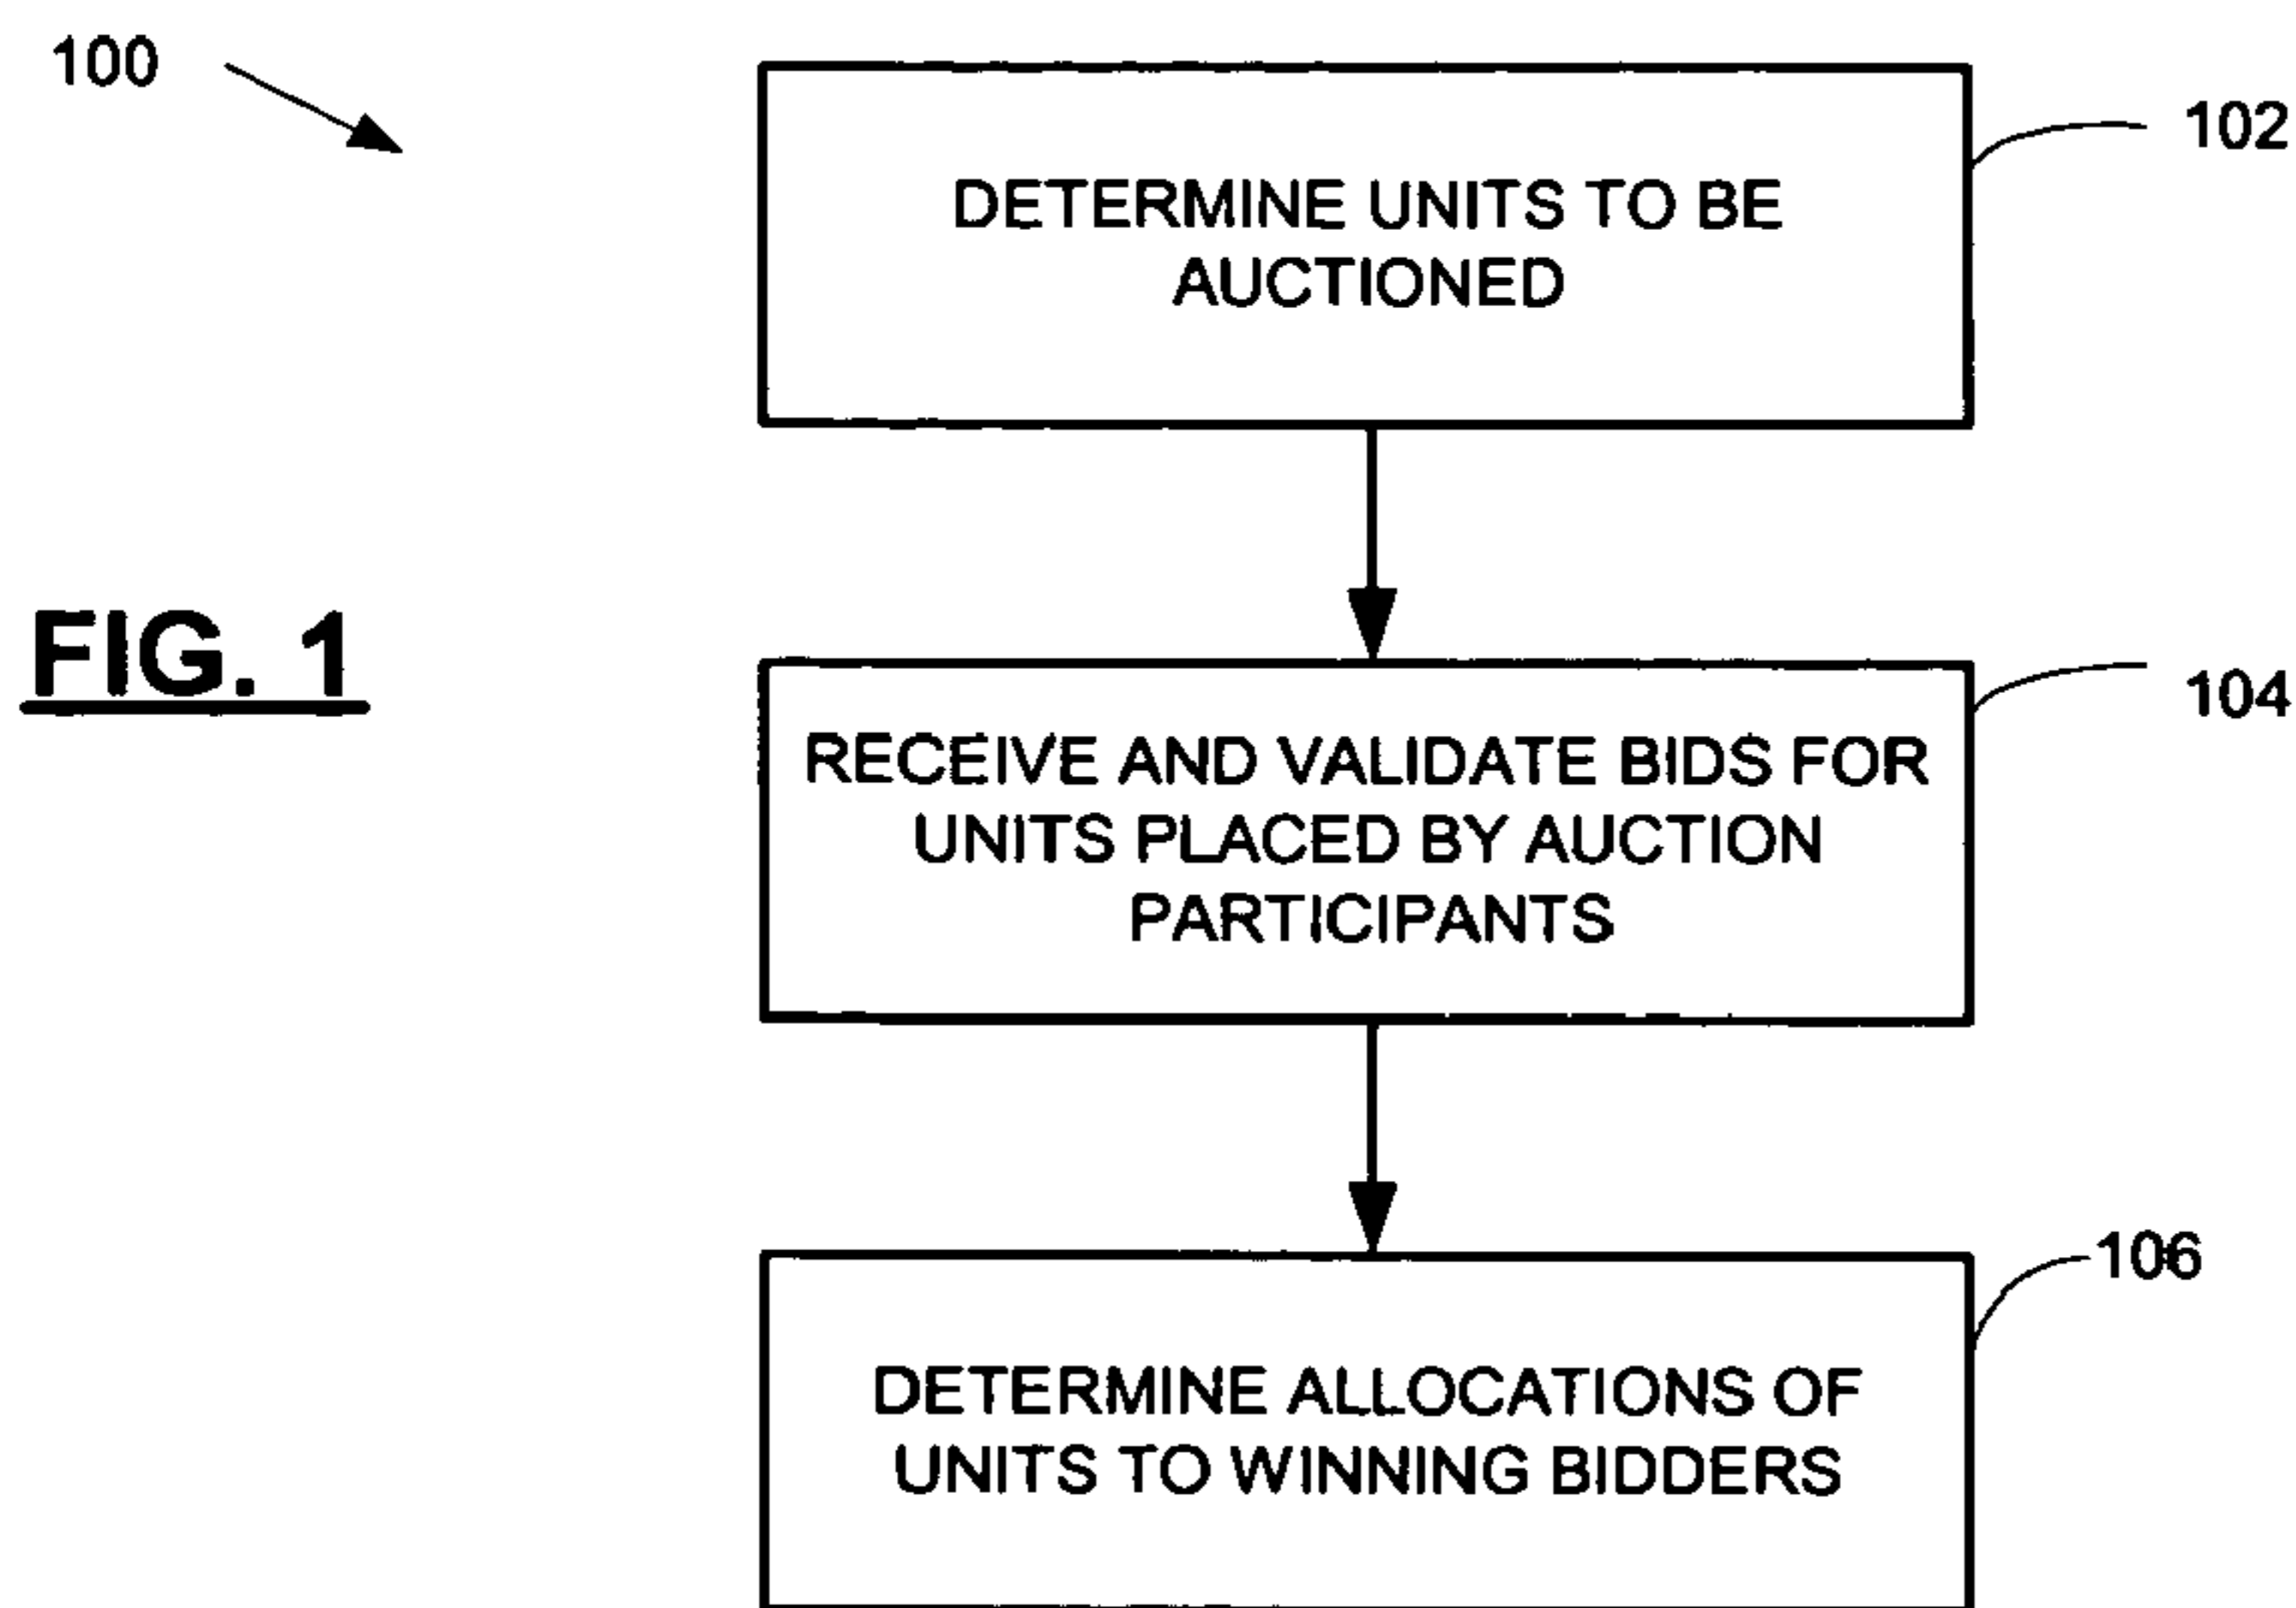 100
102
DETERMINE UNITS TO BE
AUCTIONED
FIG. 1
104
RECEIVE AND VALIDATE BIDS FOR
UNITS PLACED BY AUCTION
PARTICIPANTS
106
DETERMINE ALLOCATIONS OF
UNITS TO WINNING BIDDERS